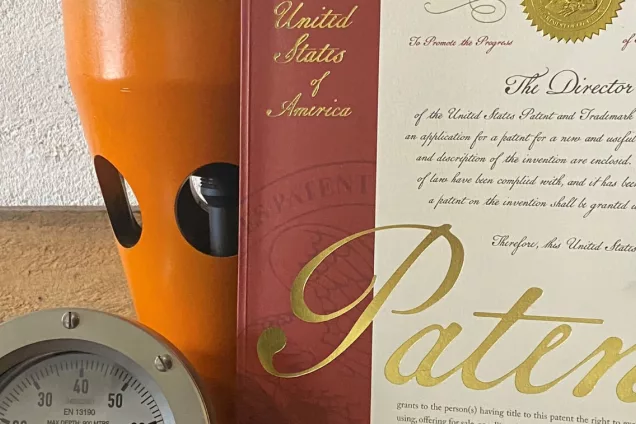 United
States
of
America
To Promote the Progress
of
The Director
of the United States Patent and Trademark
an application for a patent for a new and useful
and description of the invention are enclosed.
of law have been complied with, and it has been
a patent on the invention shall be granted
Therefore, this United States
PATENT
Paten
grants to the person(s) having title to this patent the right to
using, offering for sale,
30 40 50
EN 13190